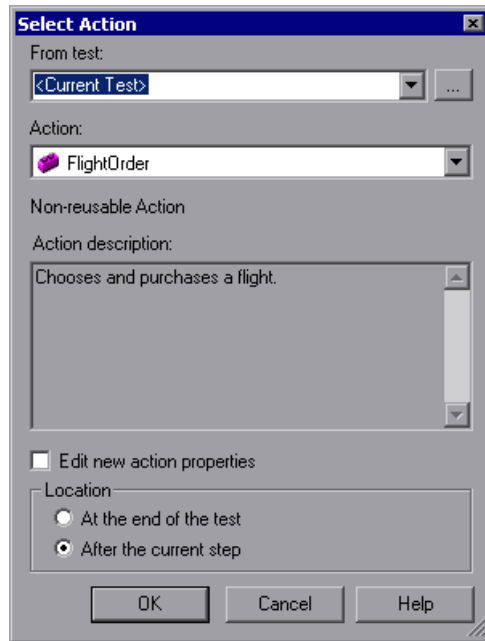 Select Action
From test:
<Current Test>
...
Action:
FlightOrder
Non-reusable Action
Action description:
Chooses and purchases a flight.
Edit new action properties
Location
At the end of the test
After the current step
OK Cancel Help